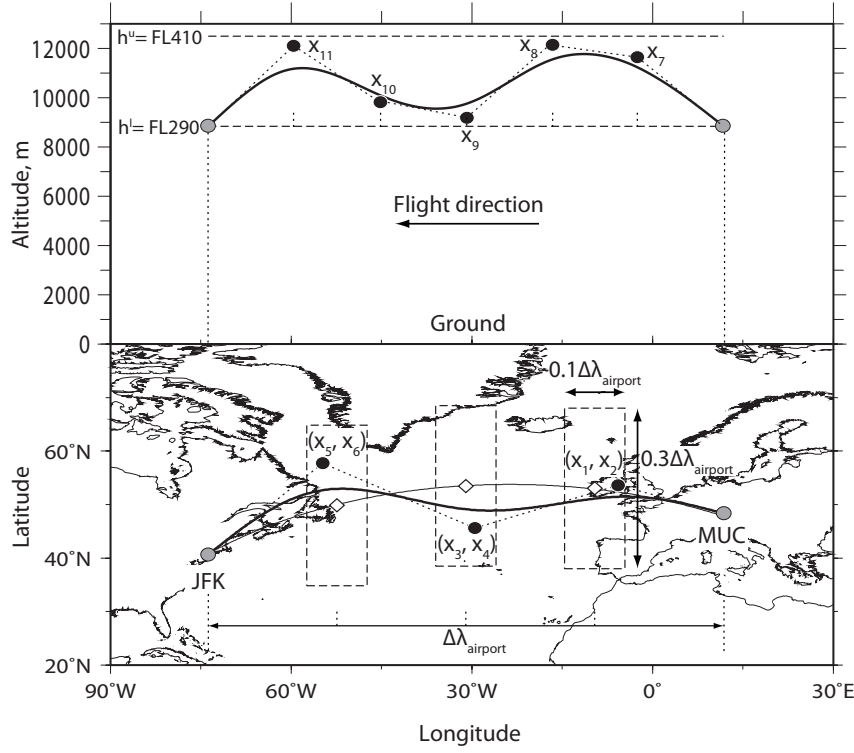 12000
10000
8000
6000
4000
2000
0
Altitude, m
hᵘ= FL410
hˡ= FL290
x₁₁
x₁₀
x₉
x₈
x₇
Flight direction
Ground
0.1Δλairport
(x₅, x₆)
(x₁, x₂)
0.3Δλairport
(x₃, x₄)
MUC
JFK
Δλairport
60°N
40°N
20°N
Latitude
90°W
60°W
30°W
0°
30°E
Longitude